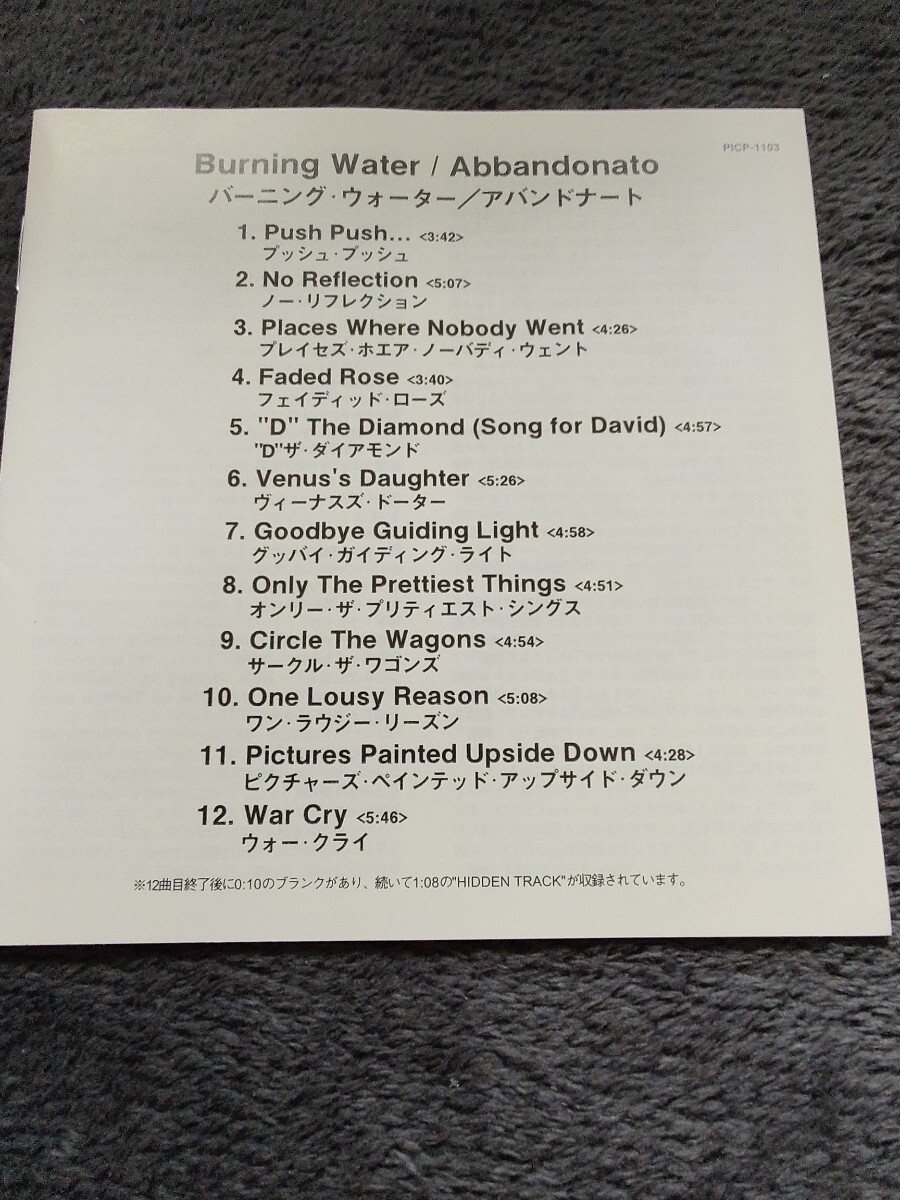 PICP-1103
Burning Water / Abbandonato
バーニング・ウォーター／アバンドナート
1. Push Push... <3:42>
プッシュ・プッシュ
2. No Reflection <5:07>
ノー・リフレクション
3. Places Where Nobody Went <4:26>
プレイセズ・ホエア・ノーバディ・ウェント
4. Faded Rose <3:40>
フェイディッド・ローズ
5. "D" The Diamond (Song for David) <4:57>
"D"ザ・ダイアモンド
6. Venus's Daughter <5:26>
ヴィーナスズ・ドーター
7. Goodbye Guiding Light <4:58>
グッバイ・ガイディング・ライト
8. Only The Prettiest Things <4:51>
オンリー・ザ・プリティエスト・シングス
9. Circle The Wagons <4:54>
サークル・ザ・ワゴンズ
10. One Lousy Reason <5:08>
ワン・ラウジー・リーズン
11. Pictures Painted Upside Down <4:28>
ピクチャーズ・ペインテッド・アップサイド・ダウン
12. War Cry <5:46>
ウォー・クライ
※12曲目終了後に0:10のブランクがあり、続いて1:08の"HIDDEN TRACK"が収録されています。